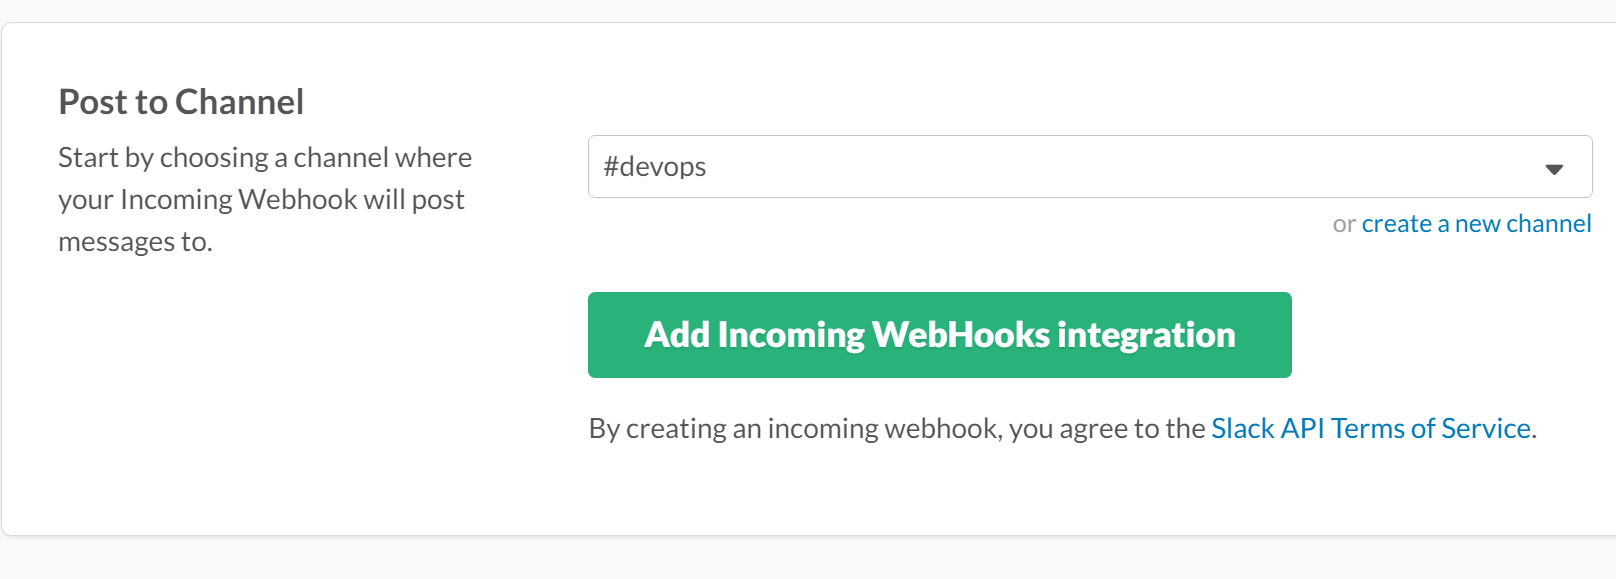 Post to Channel
Start by choosing a channel where
your Incoming Webhook will post
messages to.
#devops
or create a new channel
Add Incoming WebHooks integration
By creating an incoming webhook, you agree to the Slack API Terms of Service.